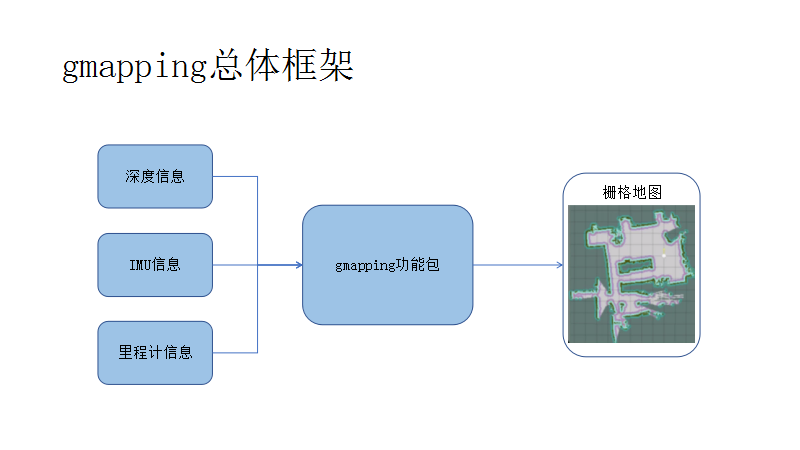 gmapping总体框架
深度信息
IMU信息
里程计信息
gmapping功能包
栅格地图